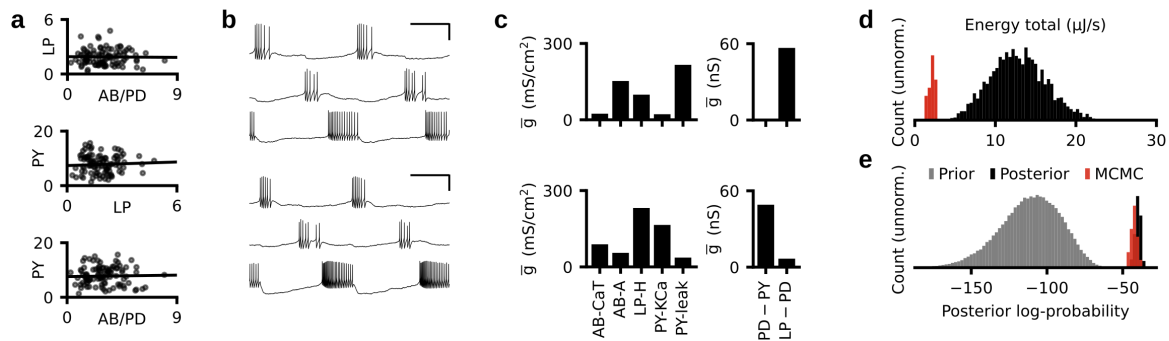 a
6
LP
0
0
AB/PD
9
20
PY
0
0
LP
6
20
PY
0
0
AB/PD
9
b
c
300
g̅ (mS/cm²)
0
60
g̅ (nS)
0
300
g̅ (mS/cm²)
0
AB-CaT
AB-A
LP-H
PY-KCa
PY-leak
60
g̅ (nS)
0
PD − PY
LP − PD
d
Energy total (μJ/s)
Count (unnorm.)
0 10 20 30
e
Prior Posterior MCMC
Count (unnorm.)
−150 −100 −50
Posterior log-probability